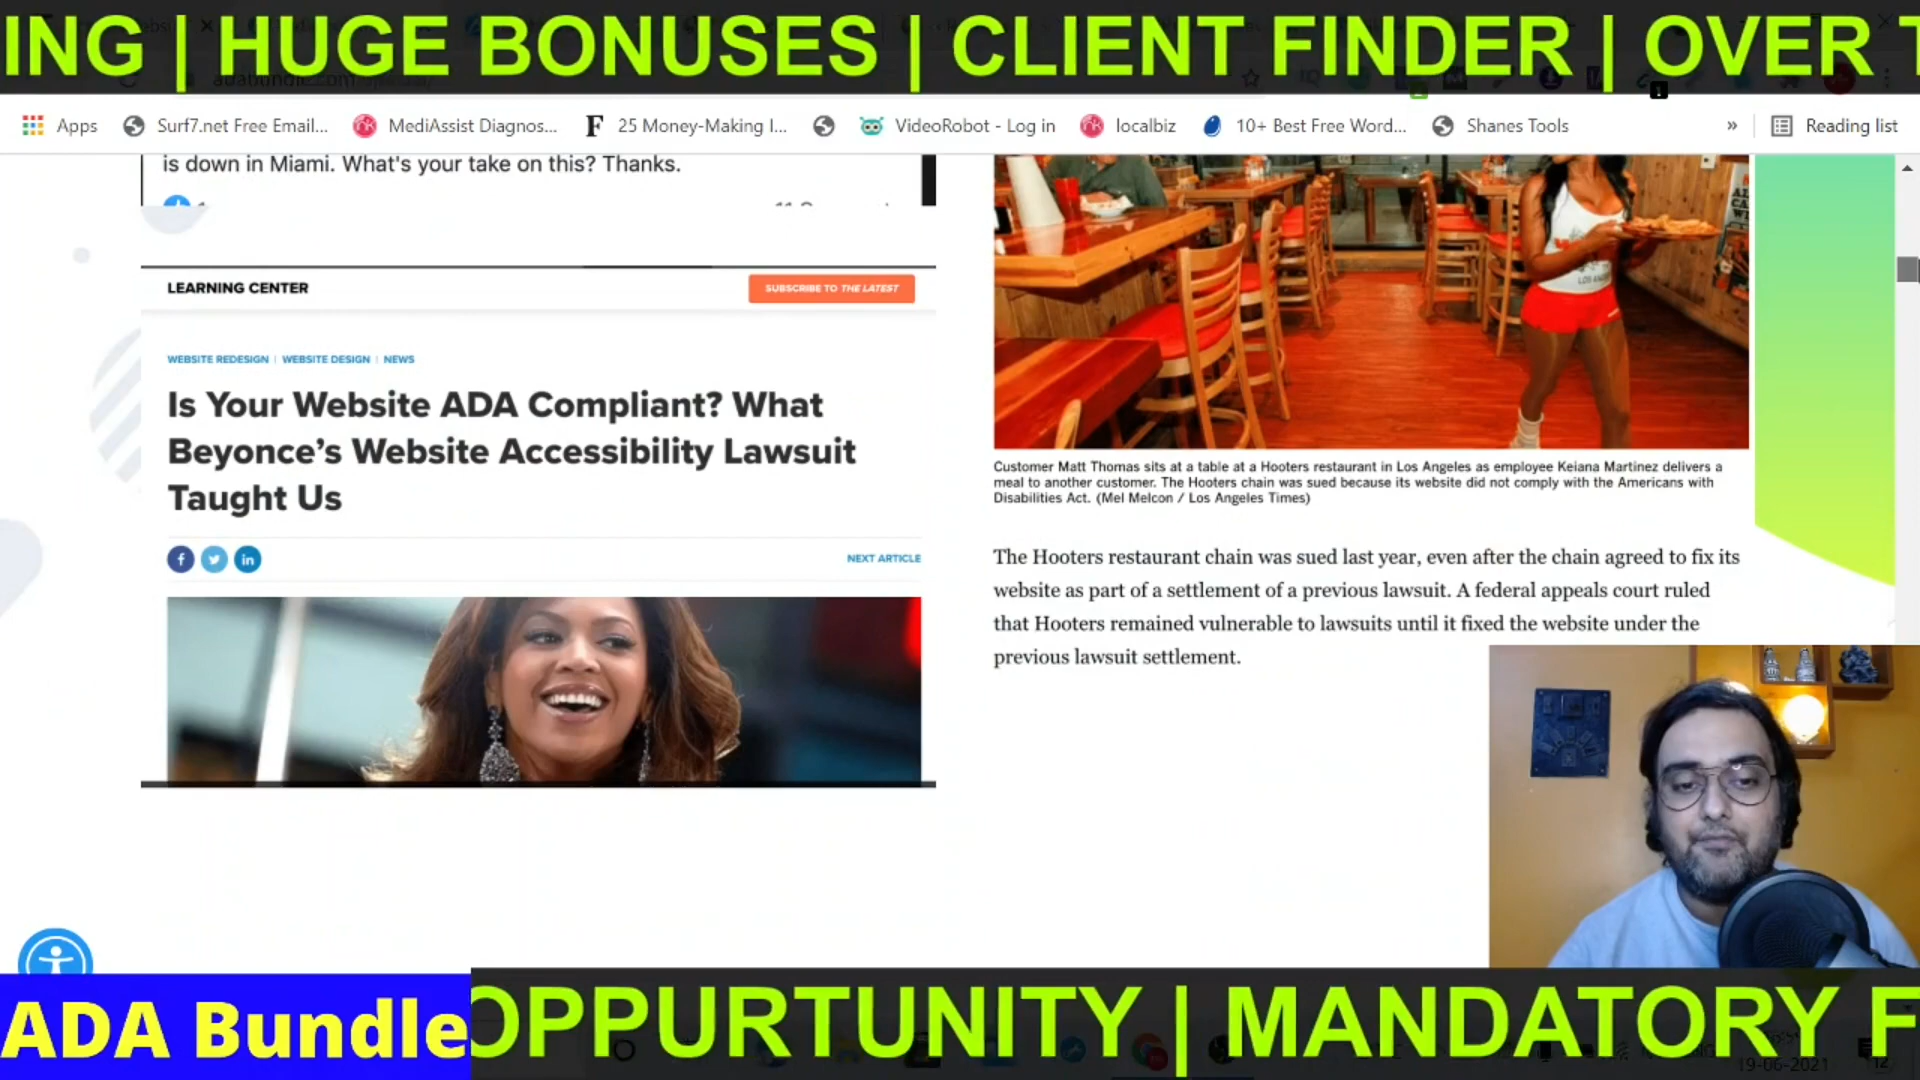 ING | HUGE BONUSES | CLIENT FINDER | OVER T
Apps
Surf7.net Free Email...
MediAssist Diagnos...
25 Money-Making I...
VideoRobot - Log in
localbiz
10+ Best Free Word...
Shanes Tools
»
Reading list
is down in Miami. What's your take on this? Thanks.
LEARNING CENTER
SUBSCRIBE TO THE LATEST
WEBSITE REDESIGN | WEBSITE DESIGN | NEWS
Is Your Website ADA Compliant? What
Beyonce's Website Accessibility Lawsuit
Taught Us
NEXT ARTICLE
Customer Matt Thomas sits at a table at a Hooters restaurant in Los Angeles as employee Keiana Martinez delivers a
meal to another customer. The Hooters chain was sued because its website did not comply with the Americans with
Disabilities Act. (Mel Melcon / Los Angeles Times)
The Hooters restaurant chain was sued last year, even after the chain agreed to fix its
website as part of a settlement of a previous lawsuit. A federal appeals court ruled
that Hooters remained vulnerable to lawsuits until it fixed the website under the
previous lawsuit settlement.
ADA Bundle
OPPURTUNITY | MANDATORY F
19-06-2021